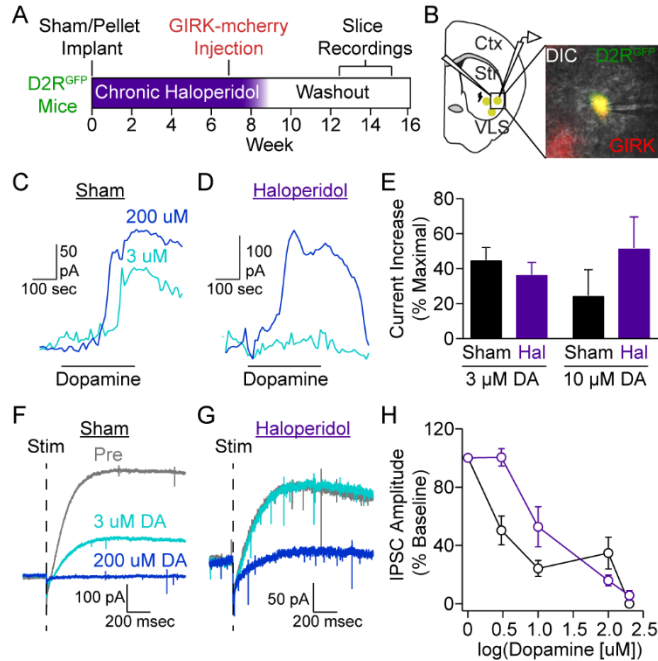 A
Sham/Pellet
Implant
GIRK-mcherry
Injection
Slice
Recordings
D2RGFP
Mice
Chronic Haloperidol
Washout
0 2 4 6 8 10 12 14 16
Week
B
Ctx
Str
VLS
DIC
D2RGFP
GIRK
C
Sham
200 uM
3 uM
50
pA
100 sec
Dopamine
D
Haloperidol
100
pA
100 sec
Dopamine
E
Current Increase
(% Maximal)
80
60
40
20
0
Sham Hal Sham Hal
3 µM DA 10 µM DA
F
Sham
Stim
Pre
3 uM DA
200 uM DA
100 pA
200 msec
G
Haloperidol
Stim
50 pA
200 msec
H
IPSC Amplitude
(% Baseline)
120
80
40
0
0 0.5 1.0 1.5 2.0 2.5
log(Dopamine [uM])